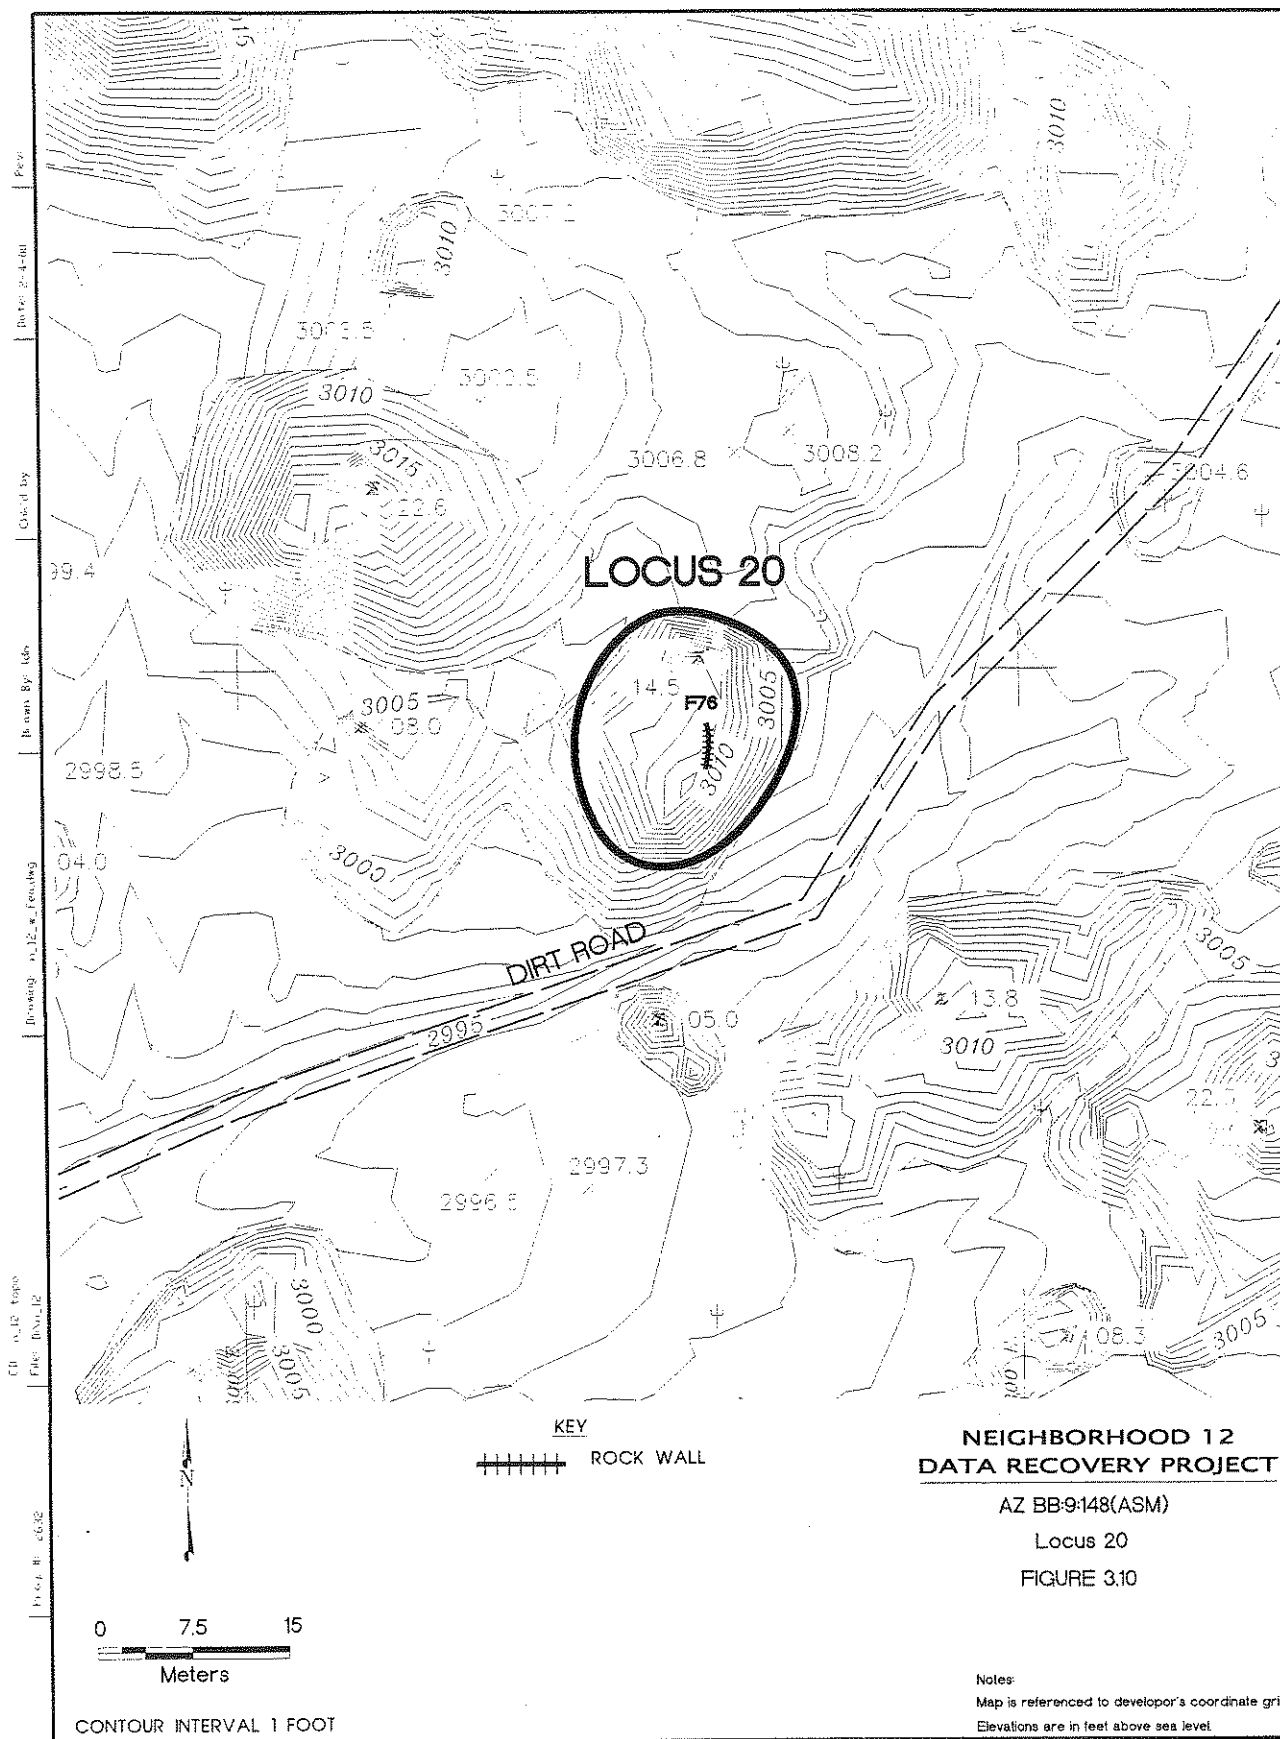 15
3010
3010
3010
3008.2
3006.8
3015
22.6
3004.6
99.4
LOCUS 20
14.5
F76
3005
3010
3005
08.0
2998.5
04.0
3000
DIRT ROAD
2995
05.0
13.8
3010
3005
2997.3
2996.5
3000
3005
08.3
3005
KEY
ROCK WALL
N
NEIGHBORHOOD 12
DATA RECOVERY PROJECT
AZ BB:9:148(ASM)
Locus 20
FIGURE 3.10
0 7.5 15
Meters
CONTOUR INTERVAL 1 FOOT
Notes:
Map is referenced to developor's coordinate gri
Elevations are in feet above sea level.